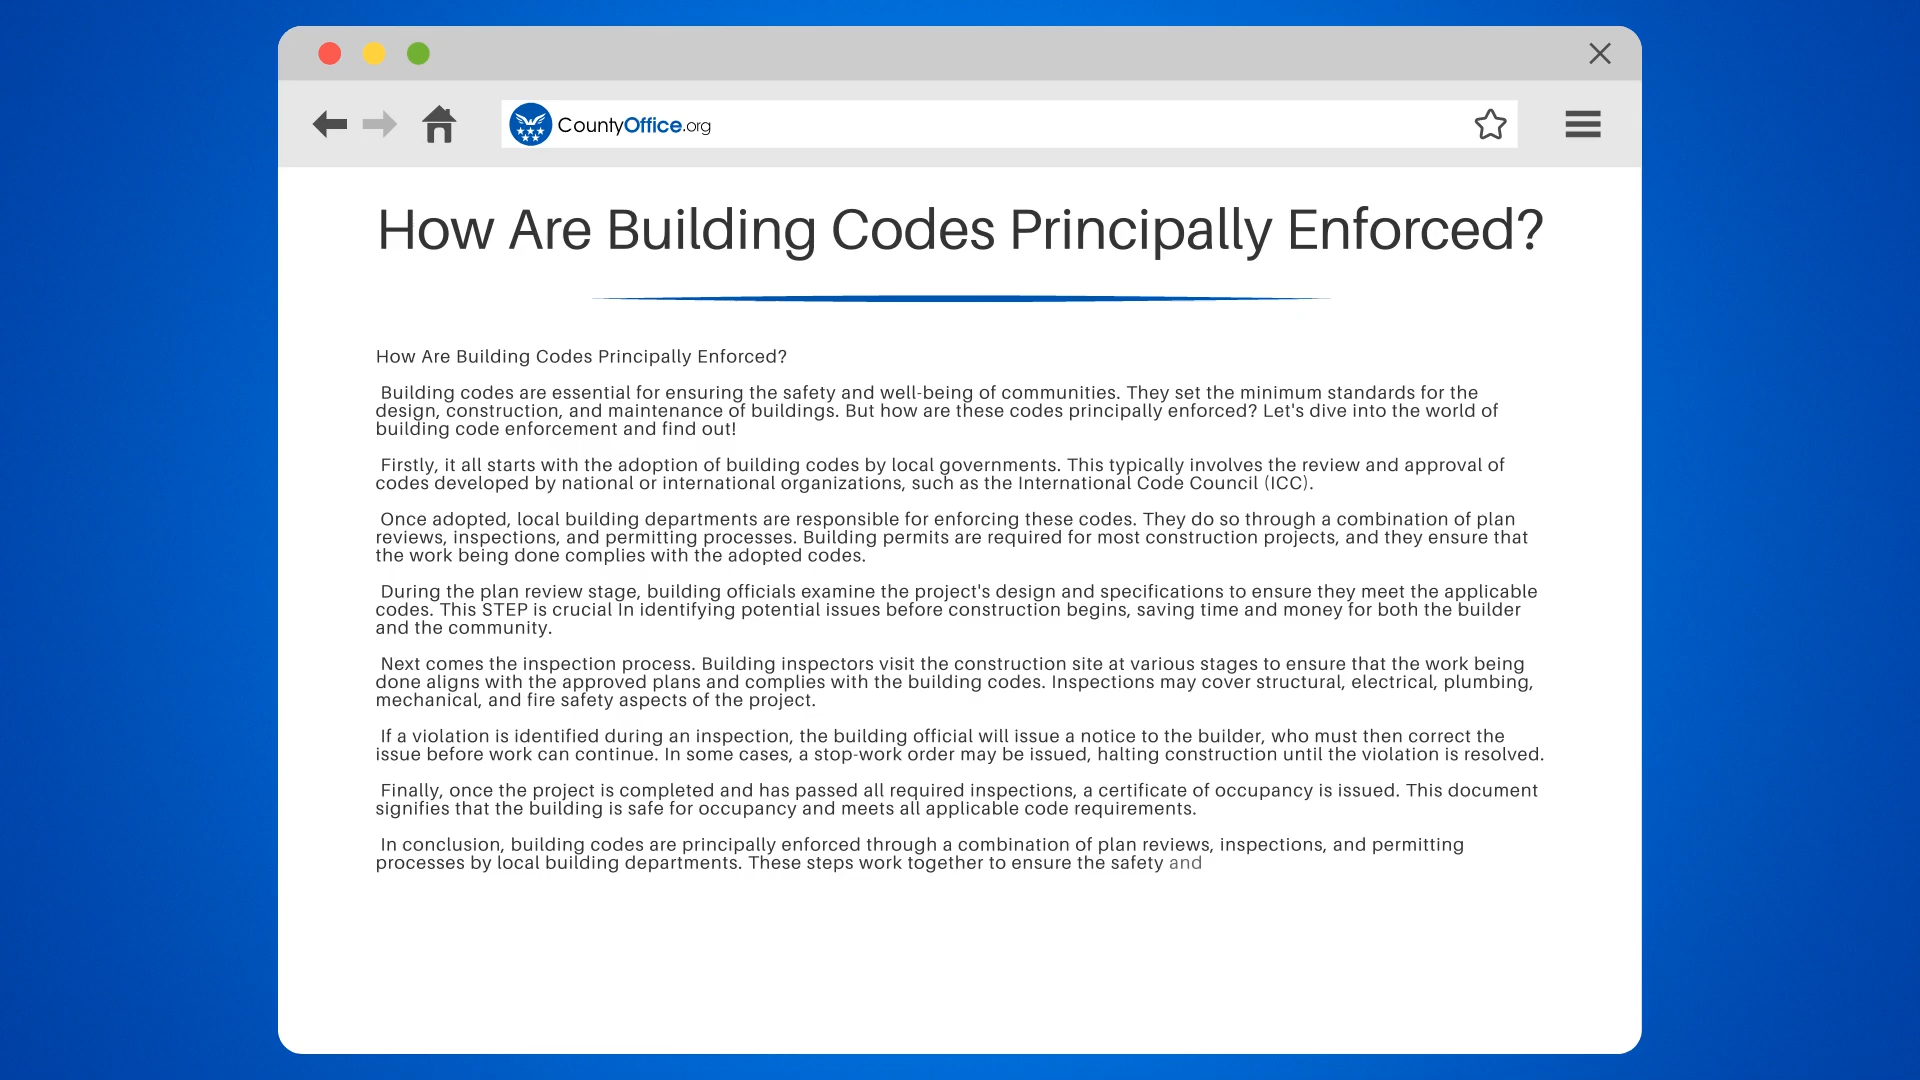 CountyOffice.org
How Are Building Codes Principally Enforced?
How Are Building Codes Principally Enforced?
Building codes are essential for ensuring the safety and well-being of communities. They set the minimum standards for the
design, construction, and maintenance of buildings. But how are these codes principally enforced? Let's dive into the world of
building code enforcement and find out!
Firstly, it all starts with the adoption of building codes by local governments. This typically involves the review and approval of
codes developed by national or international organizations, such as the International Code Council (ICC).
Once adopted, local building departments are responsible for enforcing these codes. They do so through a combination of plan
reviews, inspections, and permitting processes. Building permits are required for most construction projects, and they ensure that
the work being done complies with the adopted codes.
During the plan review stage, building officials examine the project's design and specifications to ensure they meet the applicable
codes. This STEP is crucial In identifying potential issues before construction begins, saving time and money for both the builder
and the community.
Next comes the inspection process. Building inspectors visit the construction site at various stages to ensure that the work being
done aligns with the approved plans and complies with the building codes. Inspections may cover structural, electrical, plumbing,
mechanical, and fire safety aspects of the project.
If a violation is identified during an inspection, the building official will issue a notice to the builder, who must then correct the
issue before work can continue. In some cases, a stop-work order may be issued, halting construction until the violation is resolved.
Finally, once the project is completed and has passed all required inspections, a certificate of occupancy is issued. This document
signifies that the building is safe for occupancy and meets all applicable code requirements.
In conclusion, building codes are principally enforced through a combination of plan reviews, inspections, and permitting
processes by local building departments. These steps work together to ensure the safety and